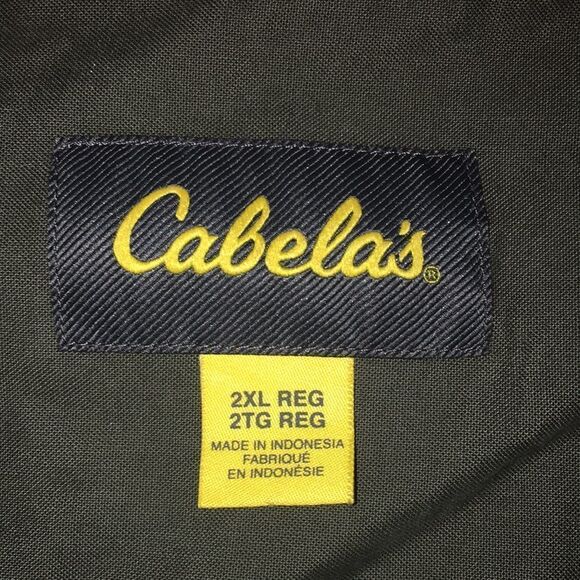 Cabela's®
2XL REG
2TG REG
MADE IN INDONESIA
FABRIQUÉ
EN INDONÉSIE